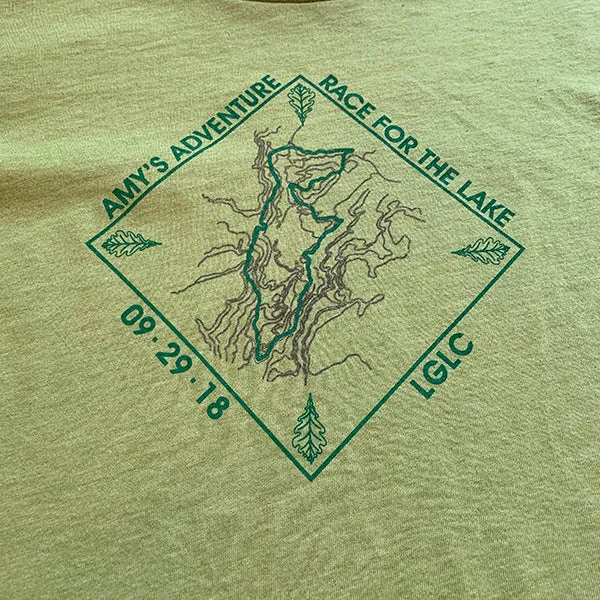 AMY'S ADVENTURE
RACE FOR THE LAKE
09·29·18
LGLC